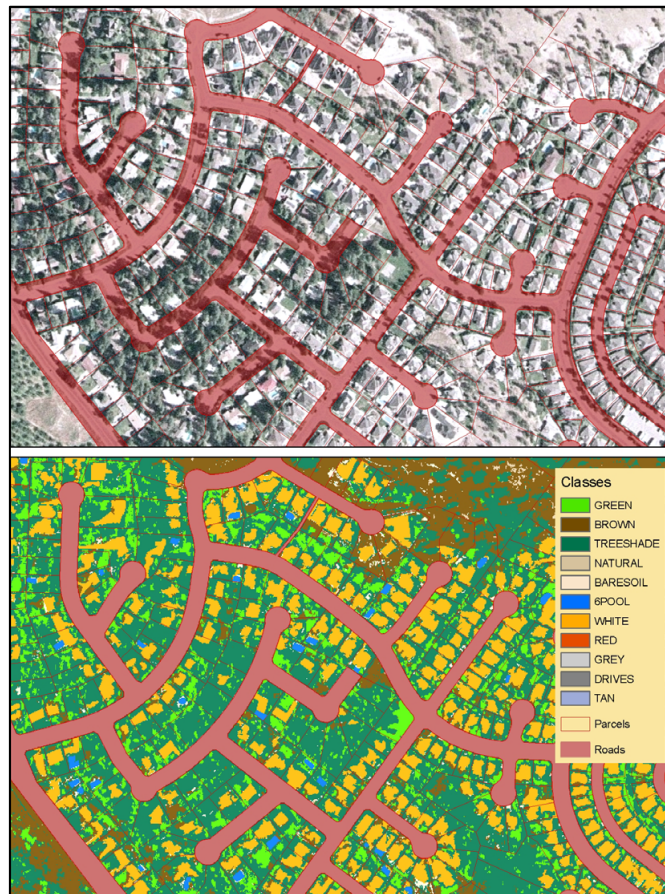 Classes
GREEN
BROWN
TREESHADE
NATURAL
BARESOIL
6POOL
WHITE
RED
GREY
DRIVES
TAN
Parcels
Roads